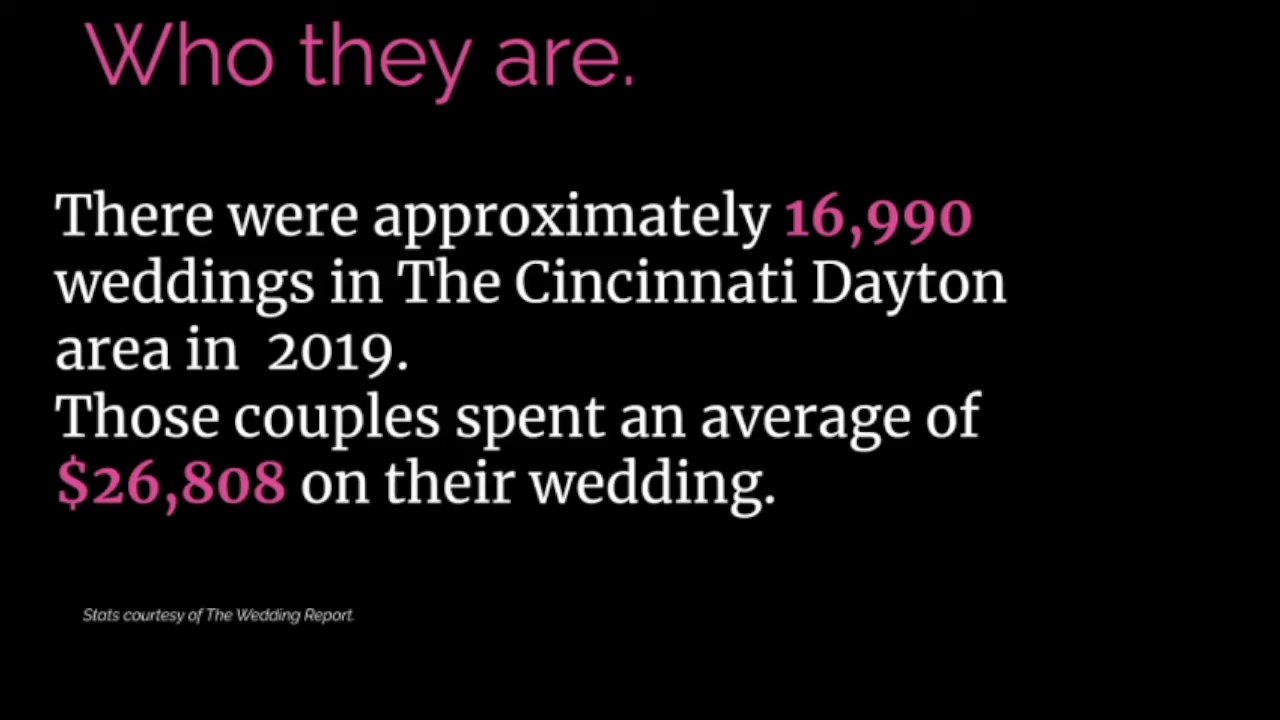 Who they are.
There were approximately 16,990
weddings in The Cincinnati Dayton
area in 2019.
Those couples spent an average of
$26,808 on their wedding.
Stats courtesy of The Wedding Report.